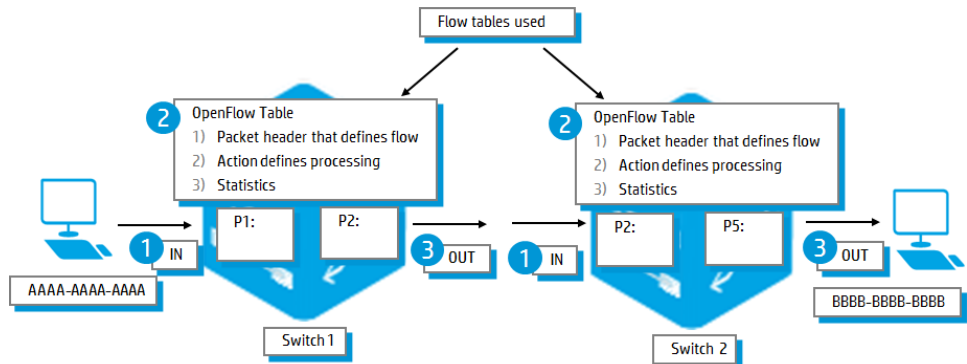 Flow tables used
2
OpenFlow Table
1) Packet header that defines flow
2) Action defines processing
3) Statistics
2
OpenFlow Table
1) Packet header that defines flow
2) Action defines processing
3) Statistics
P1:
P2:
P2:
P5:
1 IN
3 OUT
1 IN
3 OUT
AAAA-AAAA-AAAA
BBBB-BBBB-BBBB
Switch 1
Switch 2